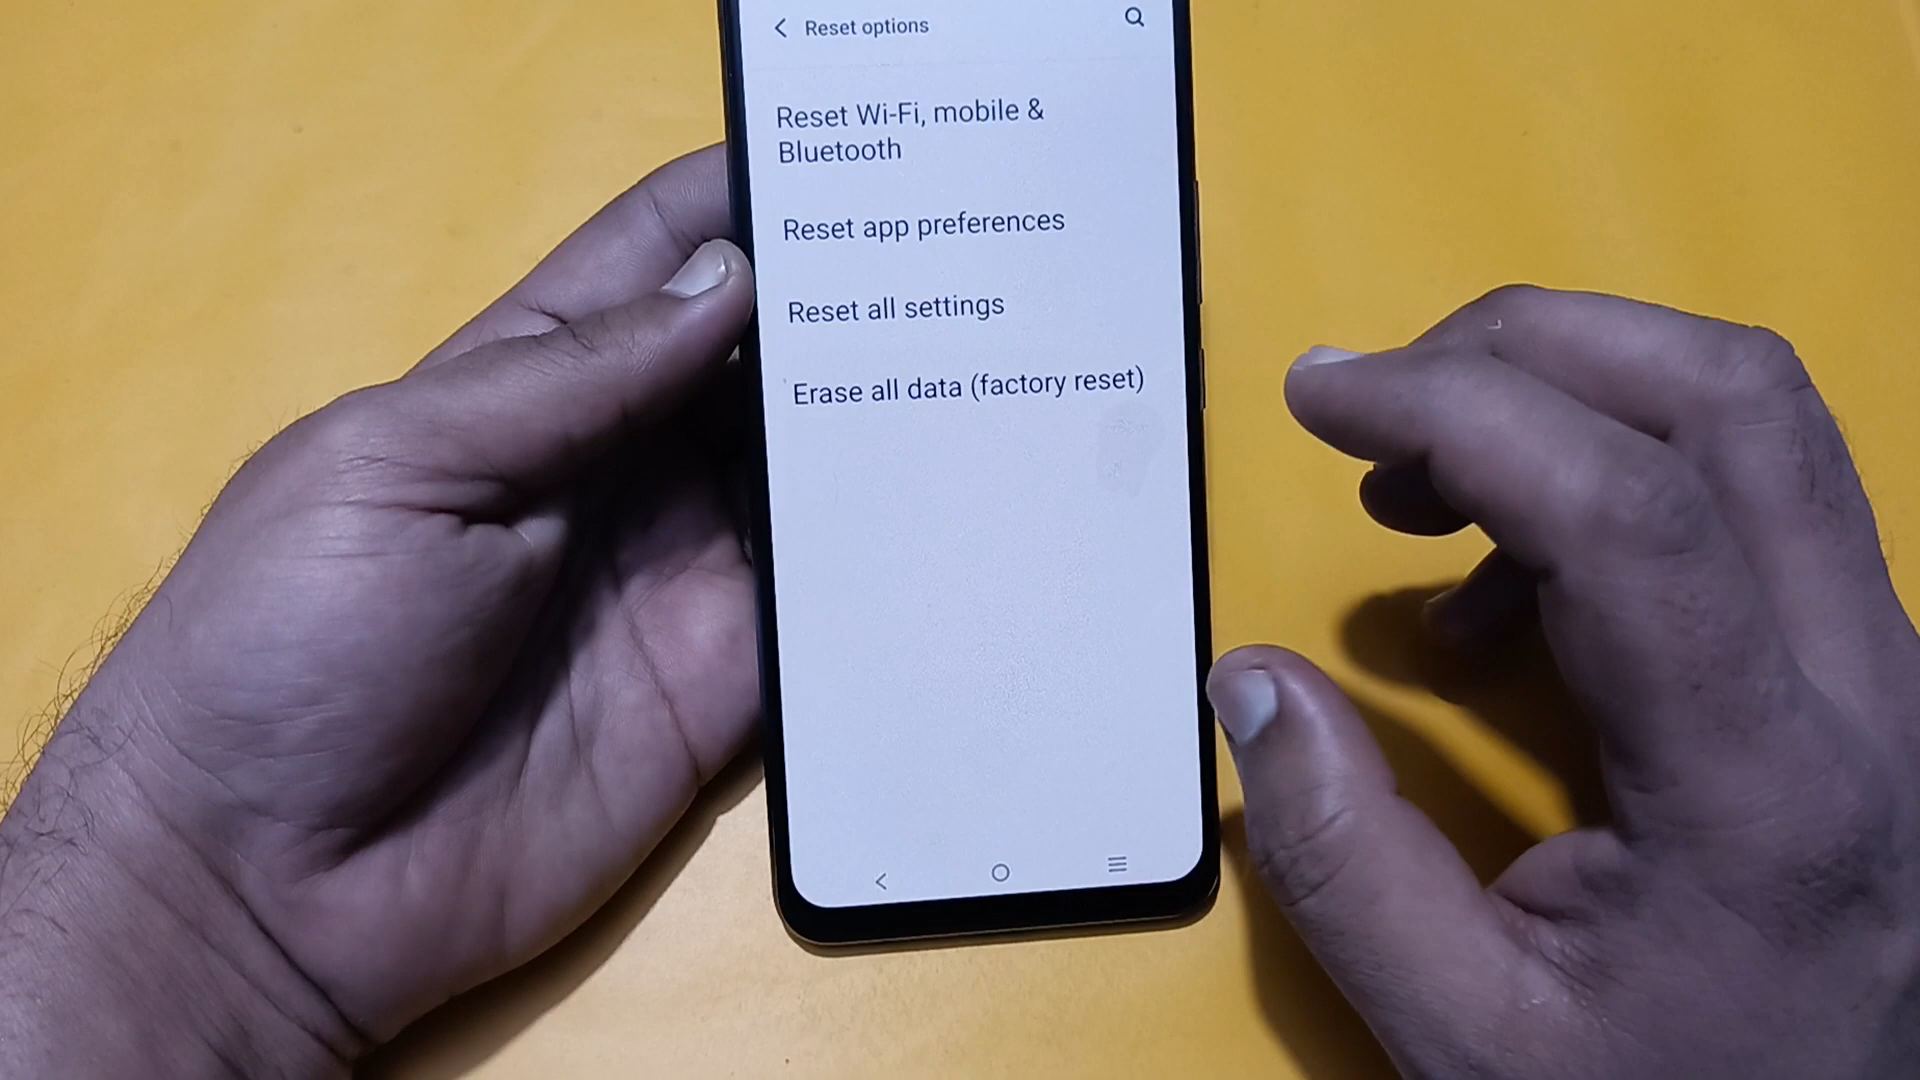 Reset options
Reset Wi-Fi, mobile &
Bluetooth
Reset app preferences
Reset all settings
Erase all data (factory reset)